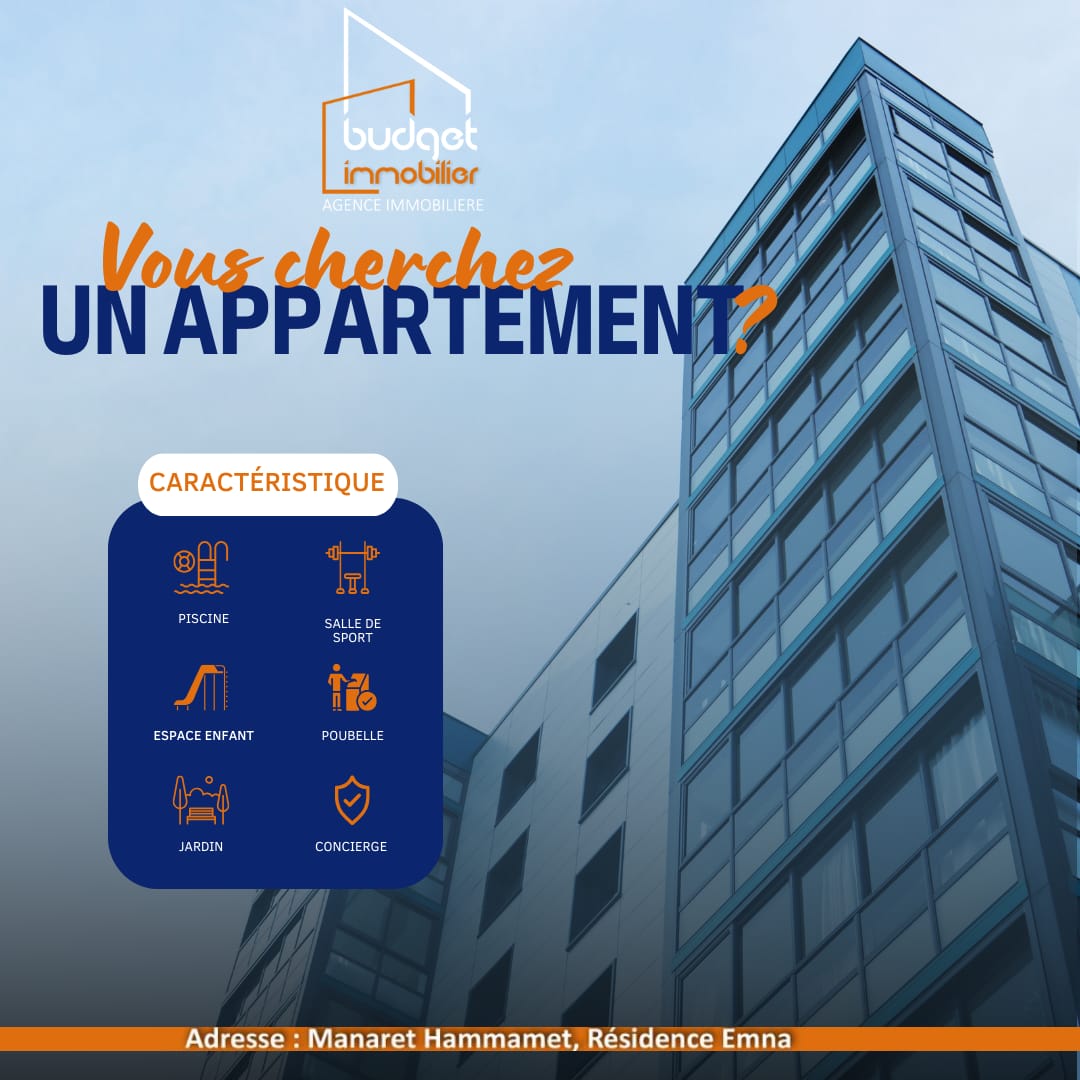 budget
immobilier
AGENCE IMMOBILIERE
Vous cherchez
UN APPARTEMENT?
CARACTÉRISTIQUE
PISCINE
SALLE DE
SPORT
ESPACE ENFANT
POUBELLE
JARDIN
CONCIERGE
Adresse : Manaret Hammamet, Résidence Emna